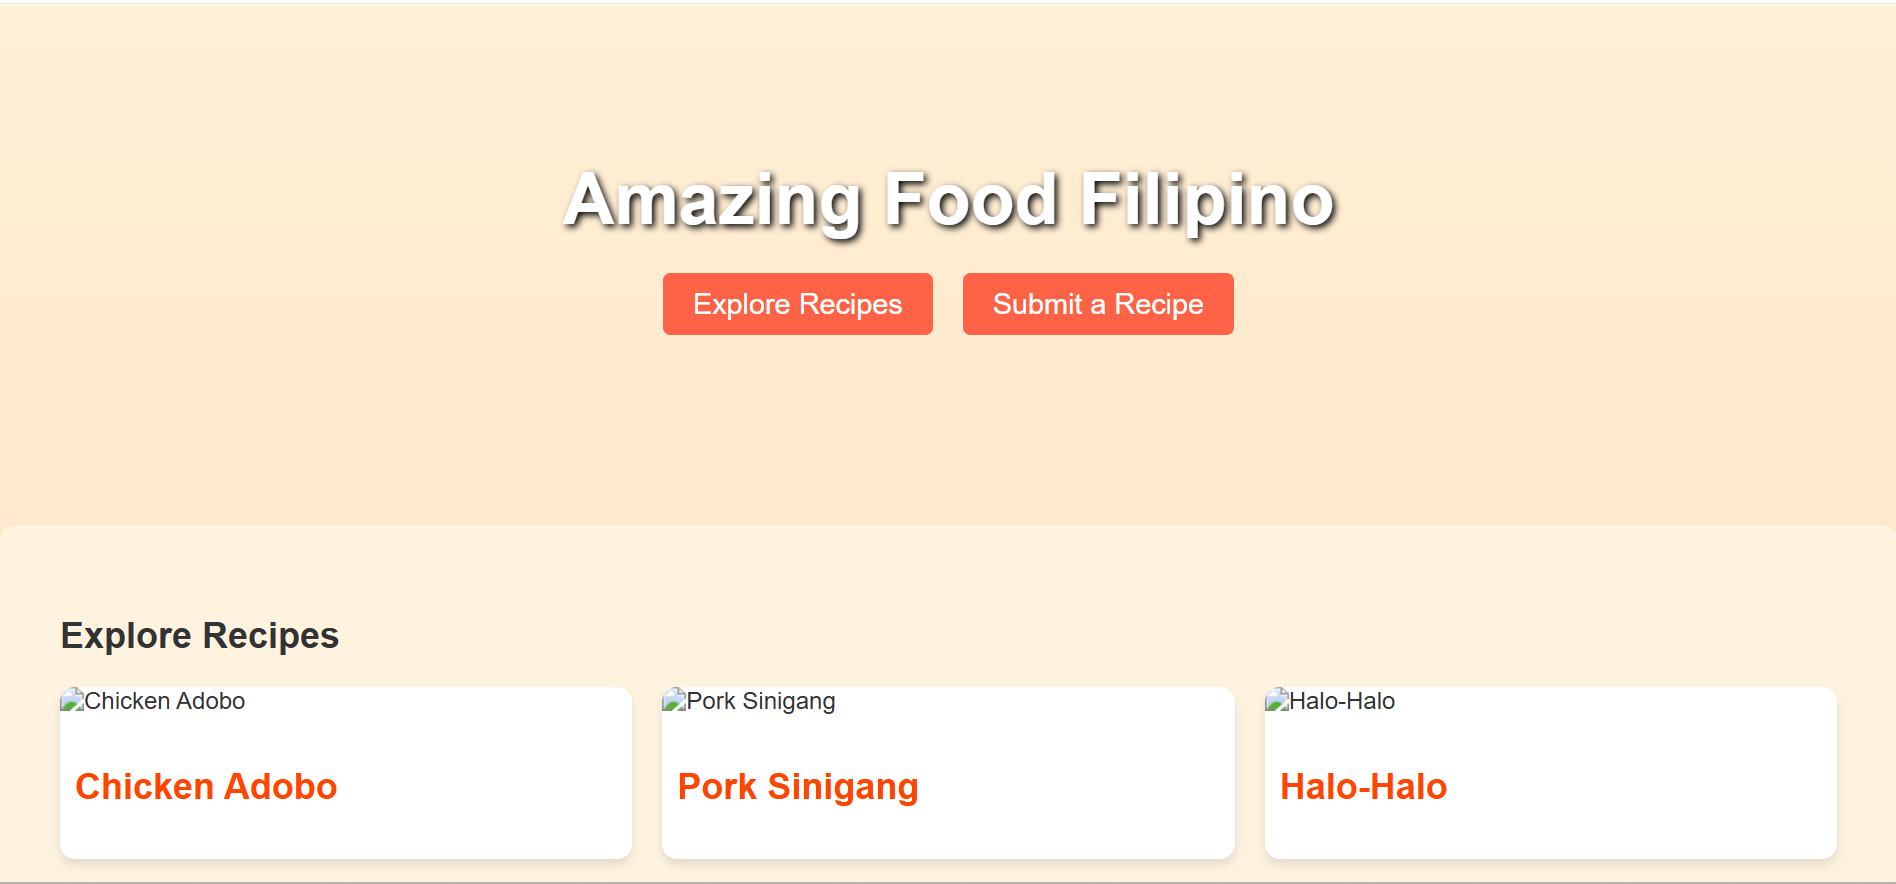 Amazing Food Filipino
Explore Recipes
Submit a Recipe
Explore Recipes
Chicken Adobo
Pork Sinigang
Halo-Halo
Chicken Adobo
Pork Sinigang
Halo-Halo